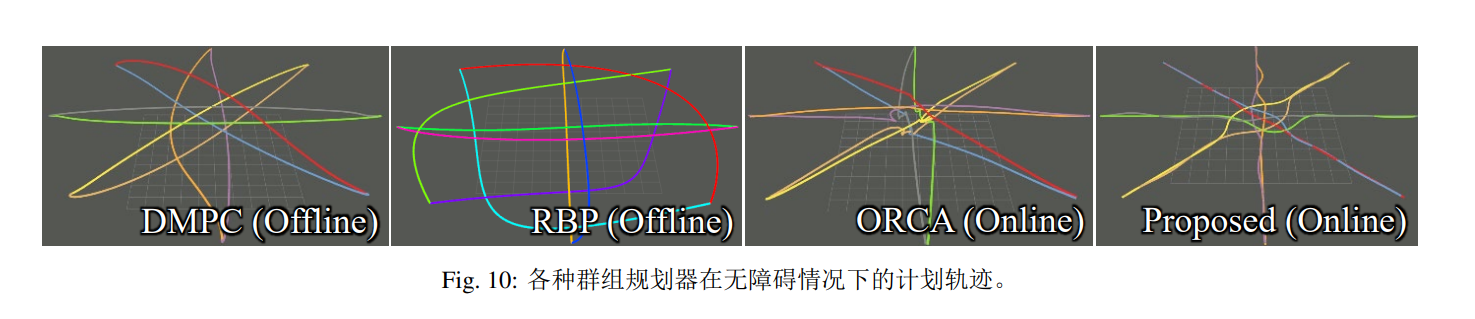 DMPC (Offline)
RBP (Offline)
ORCA (Online)
Proposed (Online)
Fig. 10: 各种群组规划器在无障碍情况下的计划轨迹。